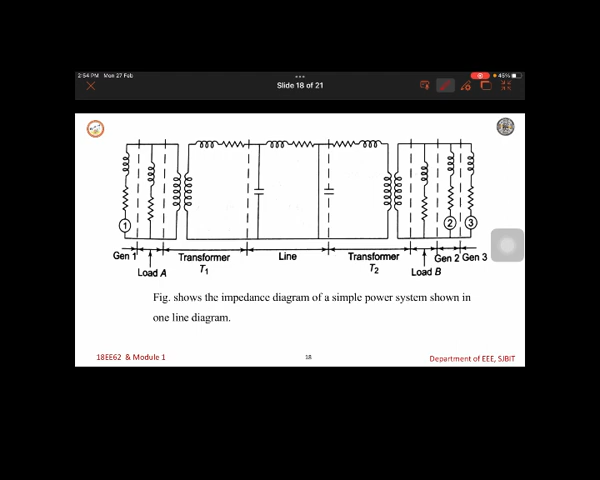 2:54 PM Mon 27 Feb
45%
Slide 18 of 21
1
2
3
Gen 1
Load A
Transformer
T1
Line
Transformer
T2
Load B
Gen 2
Gen 3
Fig. shows the impedance diagram of a simple power system shown in
one line diagram.
18EE62 & Module 1
18
Department of EEE, SJBIT